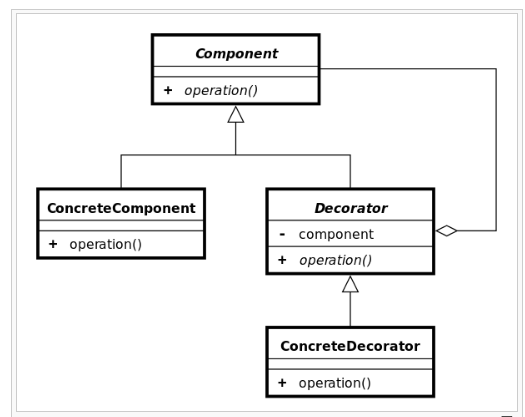 Component
+ operation()
ConcreteComponent
+ operation()
Decorator
- component
+ operation()
ConcreteDecorator
+ operation()